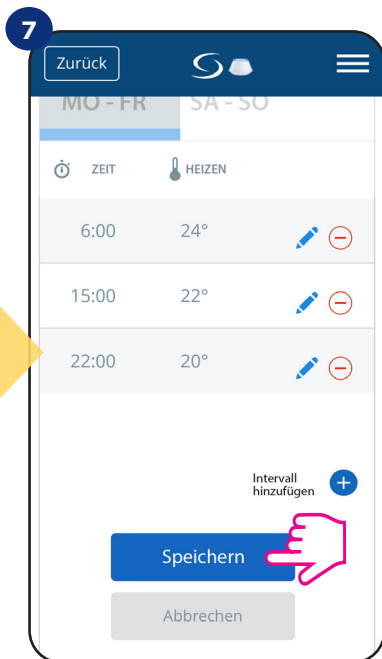 7
Zurück
MO - FR SA - SO
ZEIT HEIZEN
6:00 24°
15:00 22°
22:00 20°
Intervall
hinzufügen
Speichern
Abbrechen